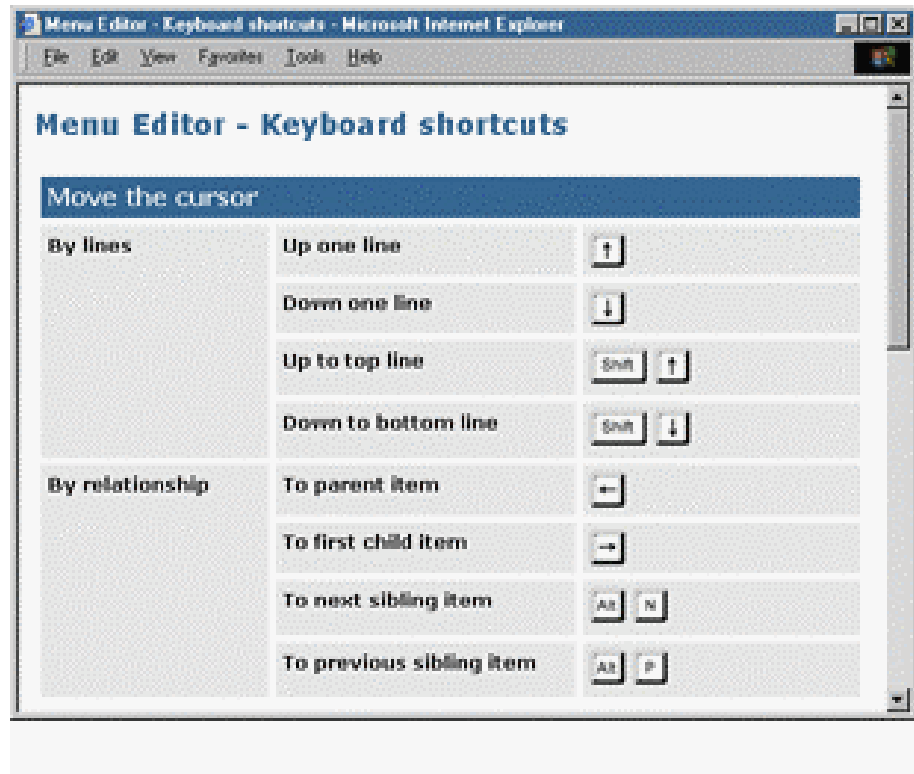 Menu Editor - Keyboard shortcuts - Microsoft Internet Explorer
File Edit View Favorites Tools Help
Menu Editor - Keyboard shortcuts
Move the cursor
By lines Up one line ↑
Down one line ↓
Up to top line Shift ↑
Down to bottom line Shift ↓
By relationship To parent item ←
To first child item →
To next sibling item Alt N
To previous sibling item Alt P